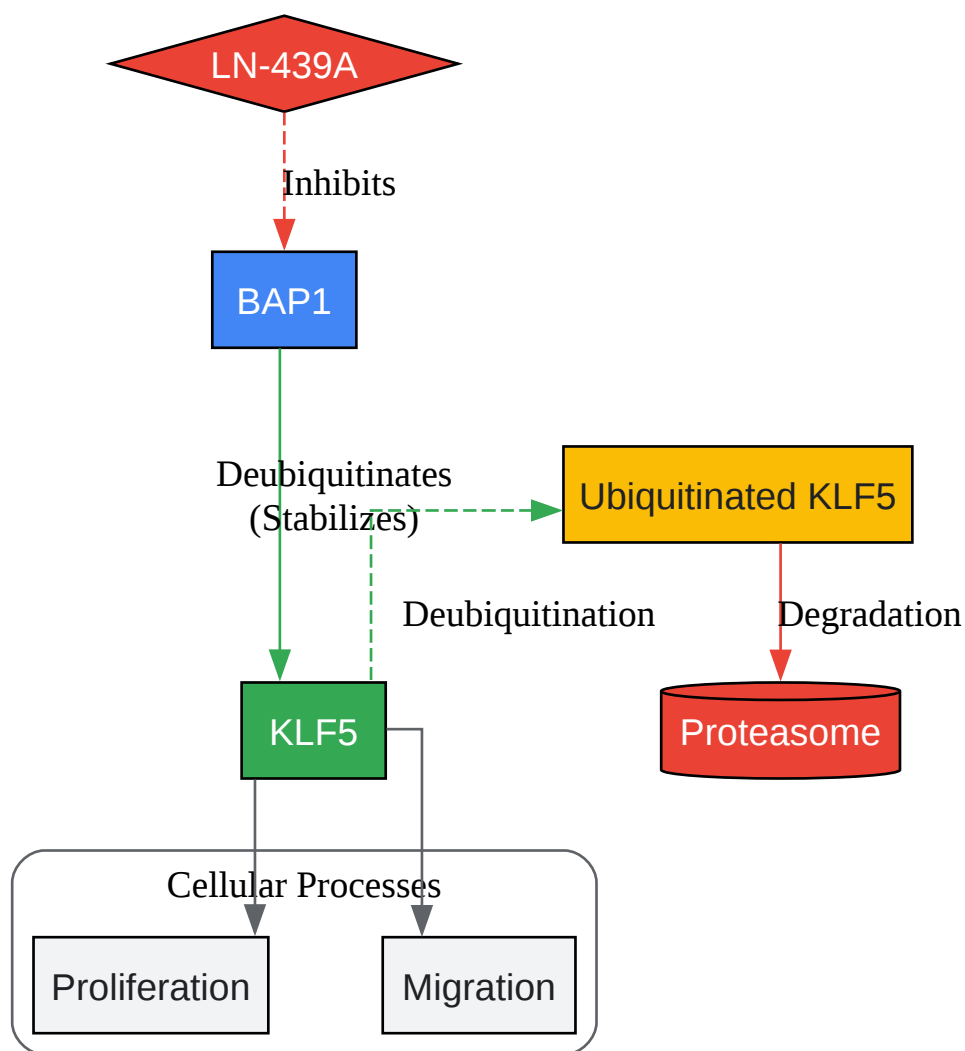 LN-439A
Inhibits
BAP1
Deubiquitinates
(Stabilizes)
Ubiquitinated KLF5
Deubiquitination
Degradation
KLF5
Proteasome
Cellular Processes
Proliferation
Migration